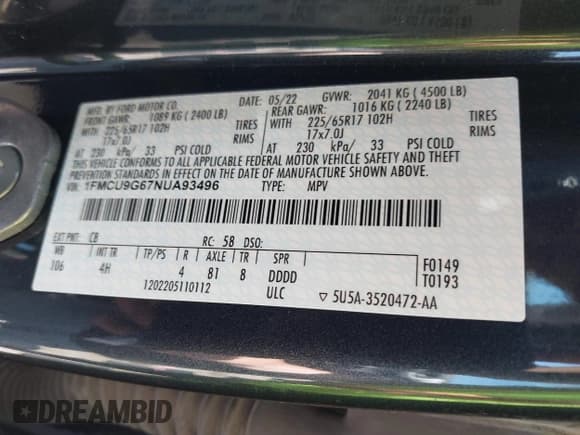 MFD. BY FORD MOTOR CO.
DATE: 05/22 GVWR: 2041 KG (4500 LB)
FRONT GAWR: 1089 KG (2400 LB) REAR GAWR: 1016 KG (2240 LB)
WITH 225/65R17 102H TIRES WITH 225/65R17 102H TIRES
17x7.0J RIMS 17x7.0J RIMS
AT 230 kPa/ 33 PSI COLD AT 230 kPa/ 33 PSI COLD
THIS VEHICLE CONFORMS TO ALL APPLICABLE FEDERAL MOTOR VEHICLE SAFETY AND THEFT
PREVENTION STANDARDS IN EFFECT ON THE DATE OF MANUFACTURE SHOWN ABOVE.
VIN: 1FMCU9G67NUA93496 TYPE: MPV
EXT PNT: CB RC: 58 DSO:
WB INT TR TP/PS R AXLE TR SPR
106 4H 4 81 8 DDDD
F0149
T0193
1202205110112 ULC ▽ 5U5A-3520472-AA
DREAMBID